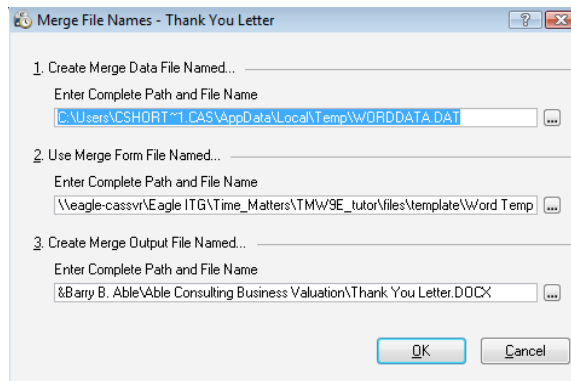 Merge File Names - Thank You Letter
1. Create Merge Data File Named...
Enter Complete Path and File Name
C:\Users\CSHORT~1.CAS\AppData\Local\Temp\WORDDATA.DAT
...
2. Use Merge Form File Named...
Enter Complete Path and File Name
\\eagle-cassvr\Eagle ITG\Time_Matters\TMW9E_tutor\files\template\Word Temp
...
3. Create Merge Output File Named...
Enter Complete Path and File Name
&Barry B. Able\Able Consulting Business Valuation\Thank You Letter.DOCX
...
OK Cancel